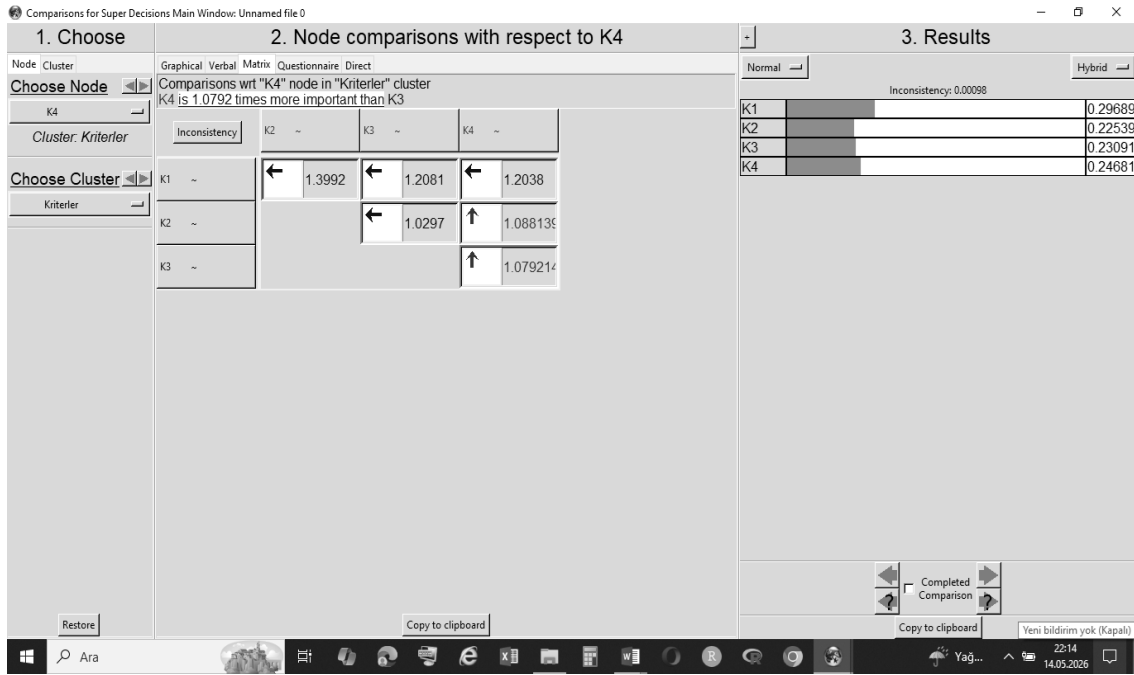 Comparisons for Super Decisions Main Window: Unnamed file 0
1. Choose
2. Node comparisons with respect to K4
+
3. Results
Node Cluster
Graphical Verbal Matrix Questionnaire Direct
Normal
Hybrid
Choose Node
Comparisons wrt "K4" node in "Kriterler" cluster
K4 is 1.0792 times more important than K3
Inconsistency: 0.00098
K4
Cluster: Kriterler
Choose Cluster
Kriterler
Inconsistency K2 ~ K3 ~ K4 ~
K1 ~ 1.3992 1.2081 1.2038
K2 ~ 1.0297 1.088139
K3 ~ 1.079214
K1 0.29689
K2 0.22539
K3 0.23091
K4 0.24681
Completed
Comparison
Restore
Copy to clipboard
Copy to clipboard
Yeni bildirim yok (Kapalı)
Ara
Yağ...
22:14
14.05.2026